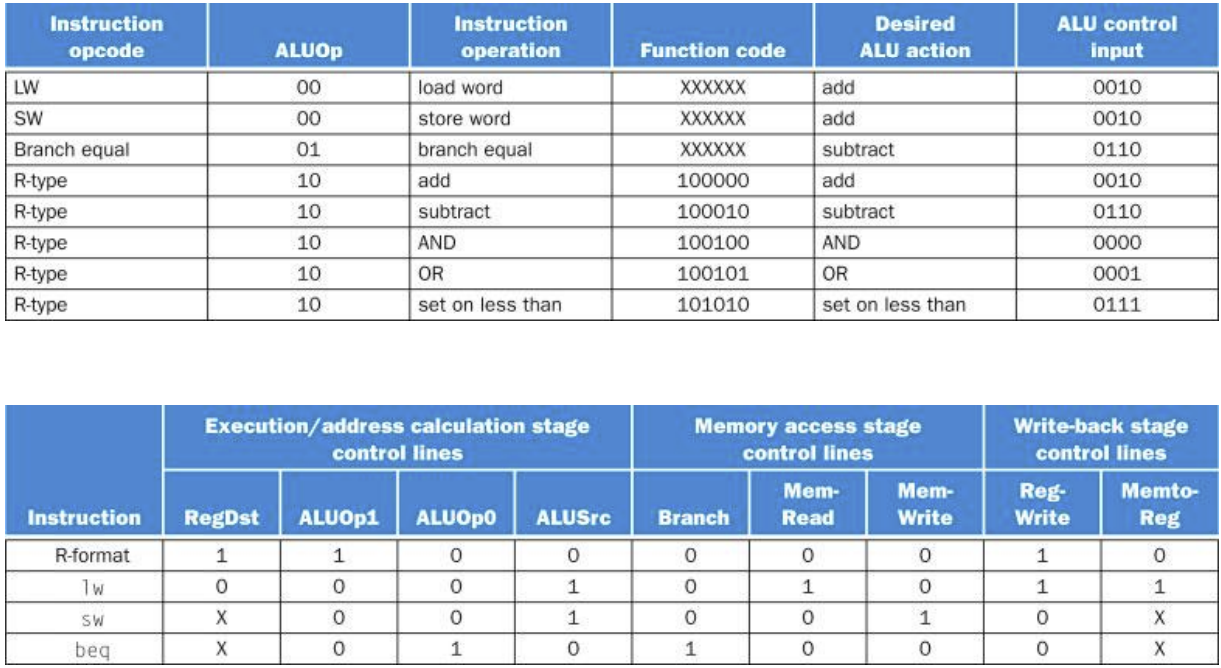 Instruction opcode ALUOp Instruction operation Function code Desired ALU action ALU control input
LW 00 load word XXXXXX add 0010
SW 00 store word XXXXXX add 0010
Branch equal 01 branch equal XXXXXX subtract 0110
R-type 10 add 100000 add 0010
R-type 10 subtract 100010 subtract 0110
R-type 10 AND 100100 AND 0000
R-type 10 OR 100101 OR 0001
R-type 10 set on less than 101010 set on less than 0111
Execution/address calculation stage control lines Memory access stage control lines Write-back stage control lines
Instruction RegDst ALUOp1 ALUOp0 ALUSrc Branch Mem-Read Mem-Write Reg-Write Memto-Reg
R-format 1 1 0 0 0 0 0 1 0
lw 0 0 0 1 0 1 0 1 1
sw X 0 0 1 0 0 1 0 X
beq X 0 1 0 1 0 0 0 X